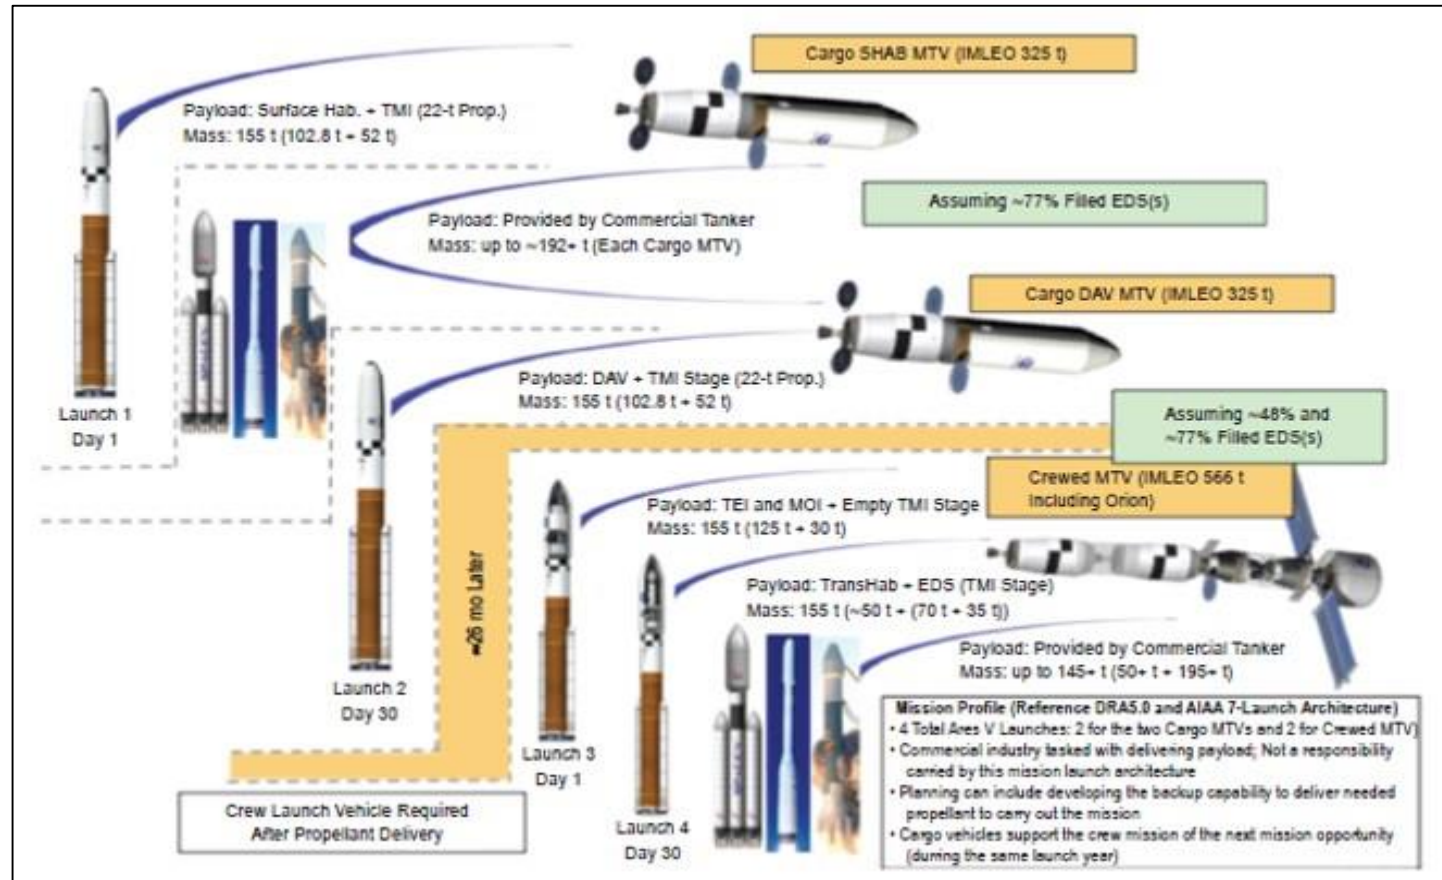 Cargo SHAB MTV (IMLEO 325 t)
Payload: Surface Hab. + TMI (22-t Prop.)
Mass: 155 t (102.8 t + 52 t)
Assuming ~77% Filled EDS(s)
Payload: Provided by Commercial Tanker
Mass: up to ~192+ t (Each Cargo MTV)
Cargo DAV MTV (IMLEO 325 t)
Launch 1
Day 1
Payload: DAV + TMI Stage (22-t Prop.)
Mass: 155 t (102.8 t + 52 t)
Assuming ~48% and
~77% Filled EDS(s)
Crewed MTV (IMLEO 566 t
Including Orion)
Payload: TEI and MOI + Empty TMI Stage
Mass: 155 t (125 t + 30 t)
≈26 mo Later
Payload: TransHab + EDS (TMI Stage)
Mass: 155 t (~50 t + (70 t + 35 t))
Launch 2
Day 30
Payload: Provided by Commercial Tanker
Mass: up to 145+ t (50+ t + 195+ t)
Launch 3
Day 1
Crew Launch Vehicle Required
After Propellant Delivery
Launch 4
Day 30
Mission Profile (Reference DRA5.0 and AIAA 7-Launch Architecture)
• 4 Total Ares V Launches: 2 for the two Cargo MTVs and 2 for Crewed MTV)
• Commercial industry tasked with delivering payload; Not a responsibility
carried by this mission launch architecture
• Planning can include developing the backup capability to deliver needed
propellant to carry out the mission
• Cargo vehicles support the crew mission of the next mission opportunity
(durring the same launch year)